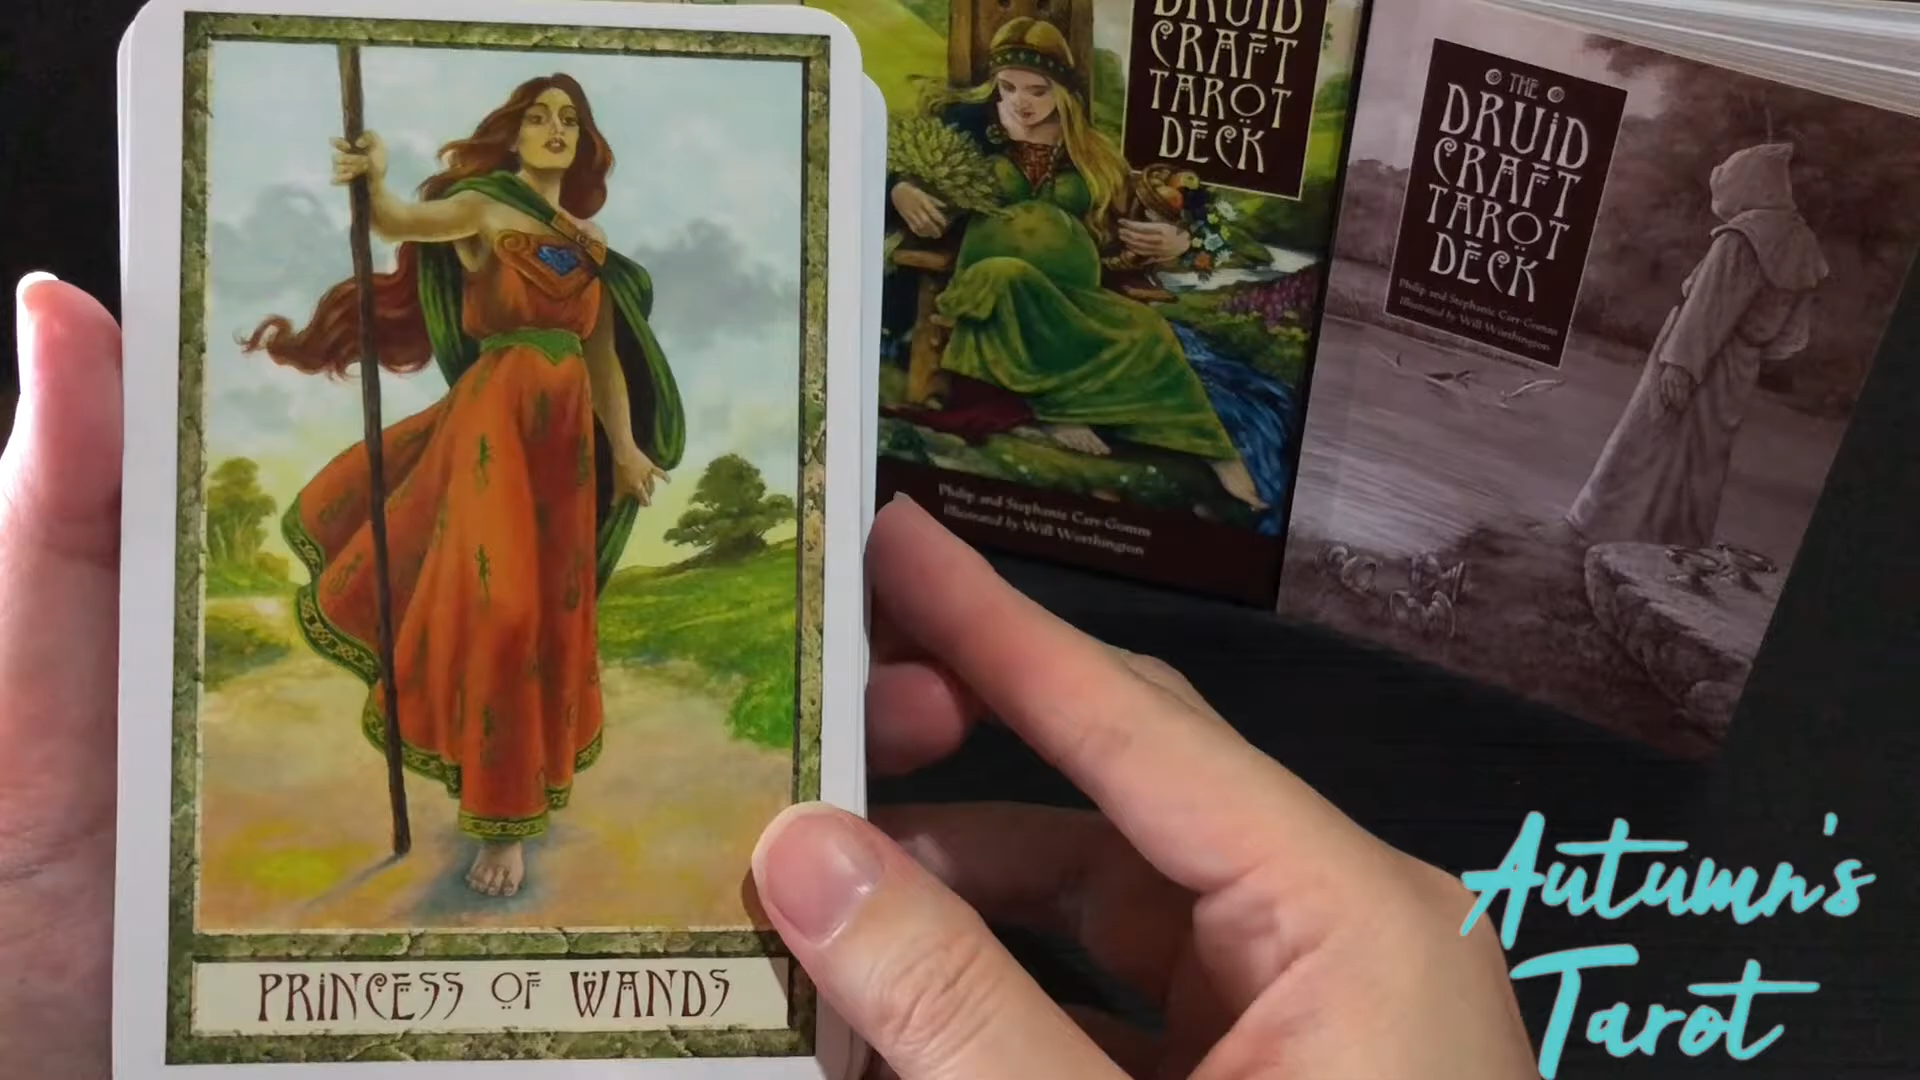 PRINCESS OF WANDS
DRUID
CRAFT
TAROT
DECK
Philip and Stephanie Carr-Gomm
Illustrated by Will Worthington
THE
DRUID
CRAFT
TAROT
DECK
Philip and Stephanie Carr-Gomm
Illustrated by Will Worthington
Autumn's
Tarot